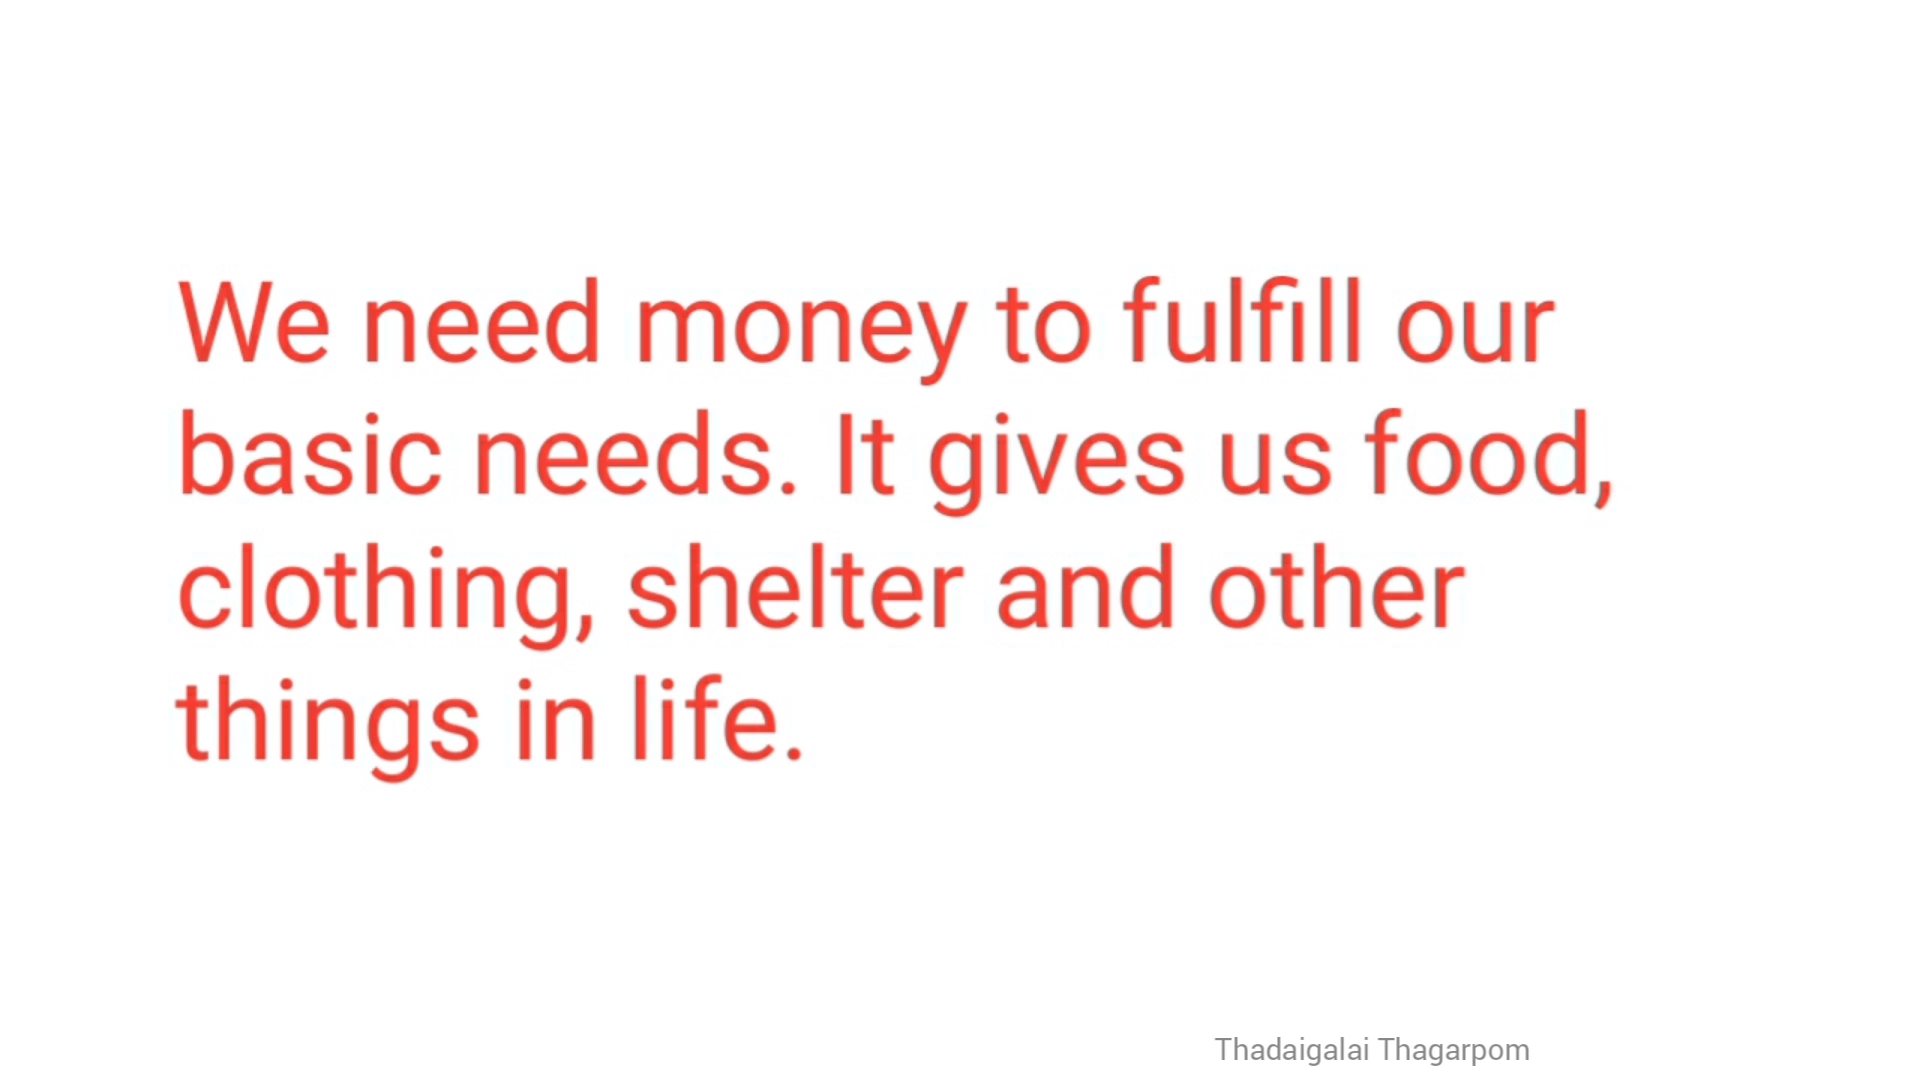 We need money to fulfill our
basic needs. It gives us food,
clothing, shelter and other
things in life.
Thadaigalai Thagarpom